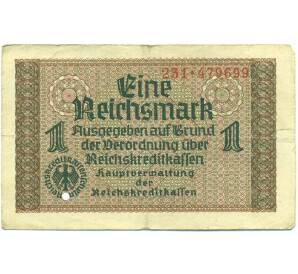 231·479699
Eine
Reichsmark
1 Ausgegeben auf Grund 1
der Verordnung über
Reichskreditkassen
Hauptverwaltung
der
Reichskreditkassen